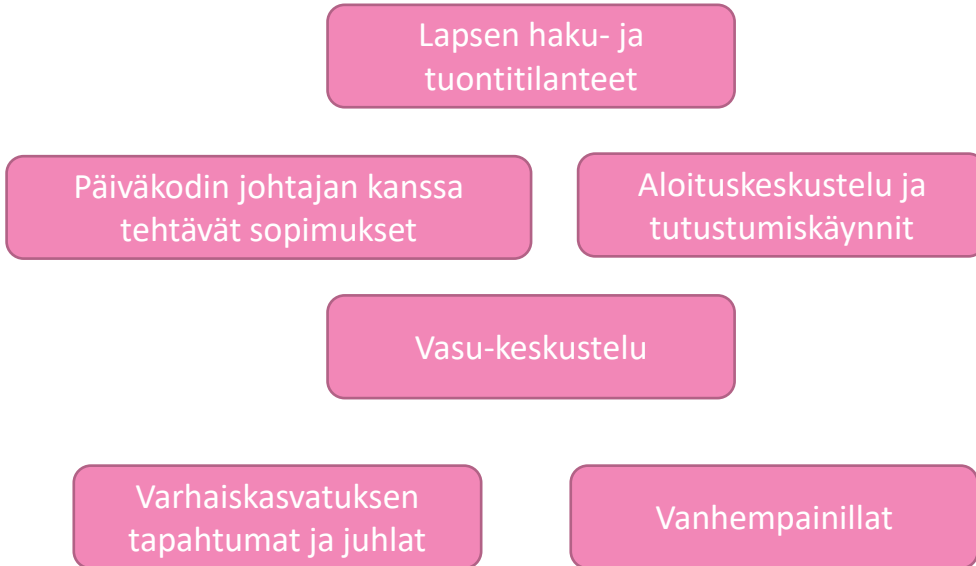 Lapsen haku- ja
tuontitilanteet
Päiväkodin johtajan kanssa
tehtävät sopimukset
Aloituskeskustelu ja
tutustumiskäynnit
Vasu-keskustelu
Varhaiskasvatuksen
tapahtumat ja juhlat
Vanhempainillat